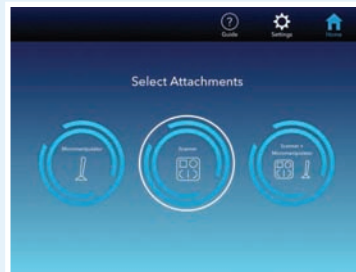 Guide
Settings
Home
Select Attachments
Micromanipulator
Scanner
Scanner +
Micromanipulator